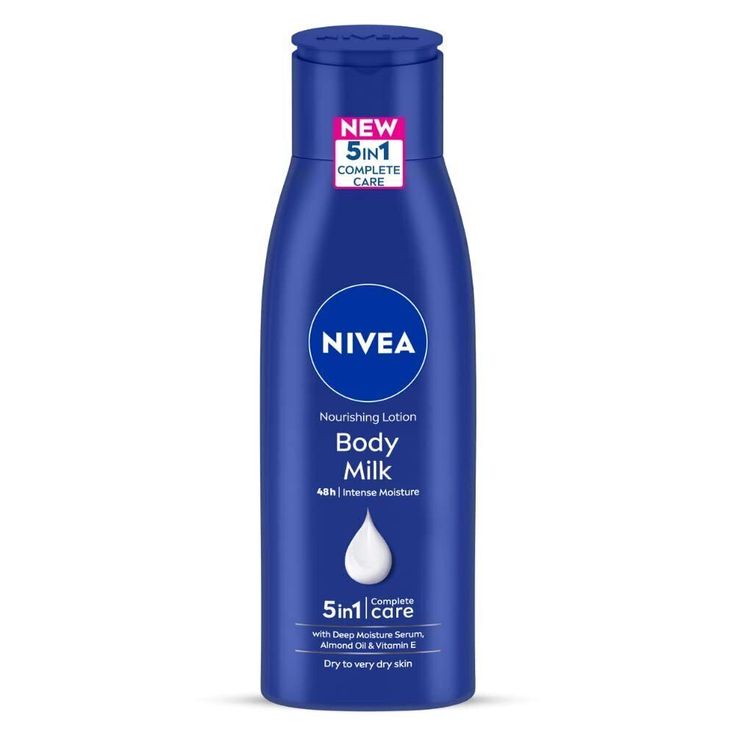 NIVEA
NEW
5IN1
COMPLETE
CARE
NIVEA
Nourishing Lotion
Body
Milk
48h | Intense Moisture
5in1 | Complete care
with Deep Moisture Serum,
Almond Oil & Vitamin E
Dry to very dry skin